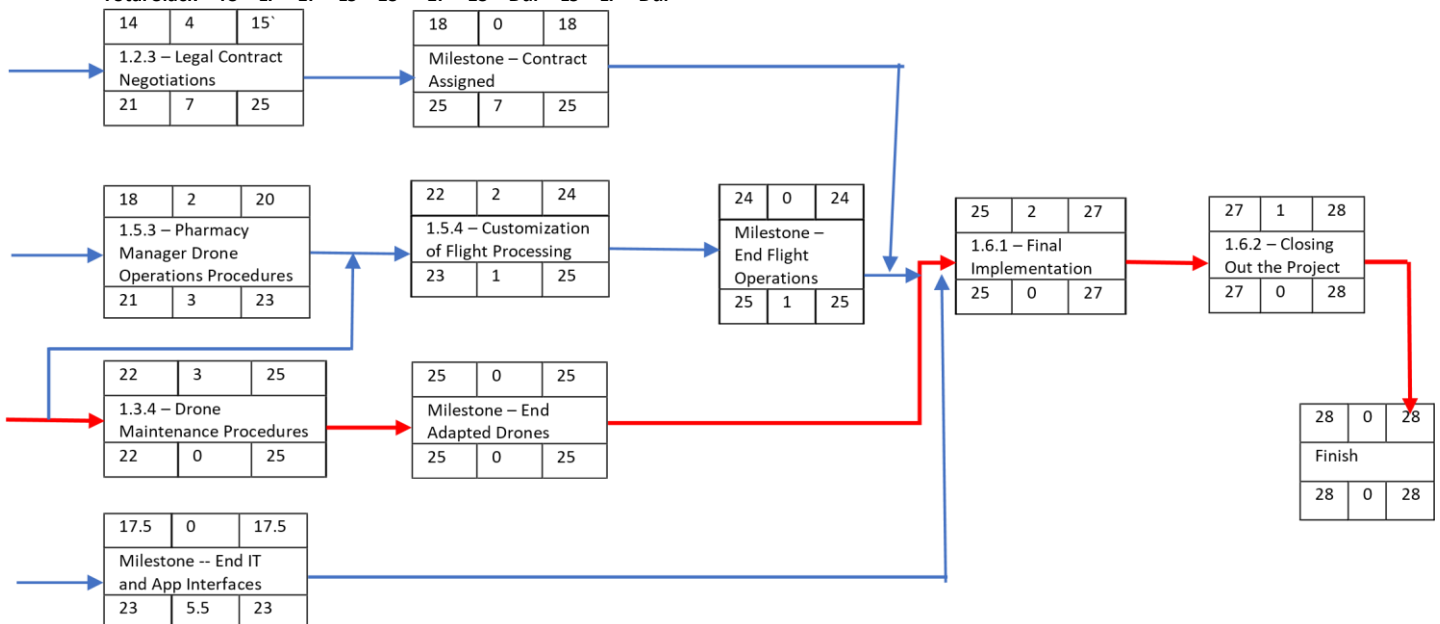 14 4 15`
1.2.3 – Legal Contract
Negotiations
21 7 25
18 0 18
Milestone – Contract
Assigned
25 7 25
18 2 20
1.5.3 – Pharmacy
Manager Drone
Operations Procedures
21 3 23
22 2 24
1.5.4 – Customization
of Flight Processing
23 1 25
24 0 24
Milestone –
End Flight
Operations
25 1 25
25 2 27
1.6.1 – Final
Implementation
25 0 27
27 1 28
1.6.2 – Closing
Out the Project
27 0 28
22 3 25
1.3.4 – Drone
Maintenance Procedures
22 0 25
25 0 25
Milestone – End
Adapted Drones
25 0 25
28 0 28
Finish
28 0 28
17.5 0 17.5
Milestone -- End IT
and App Interfaces
23 5.5 23